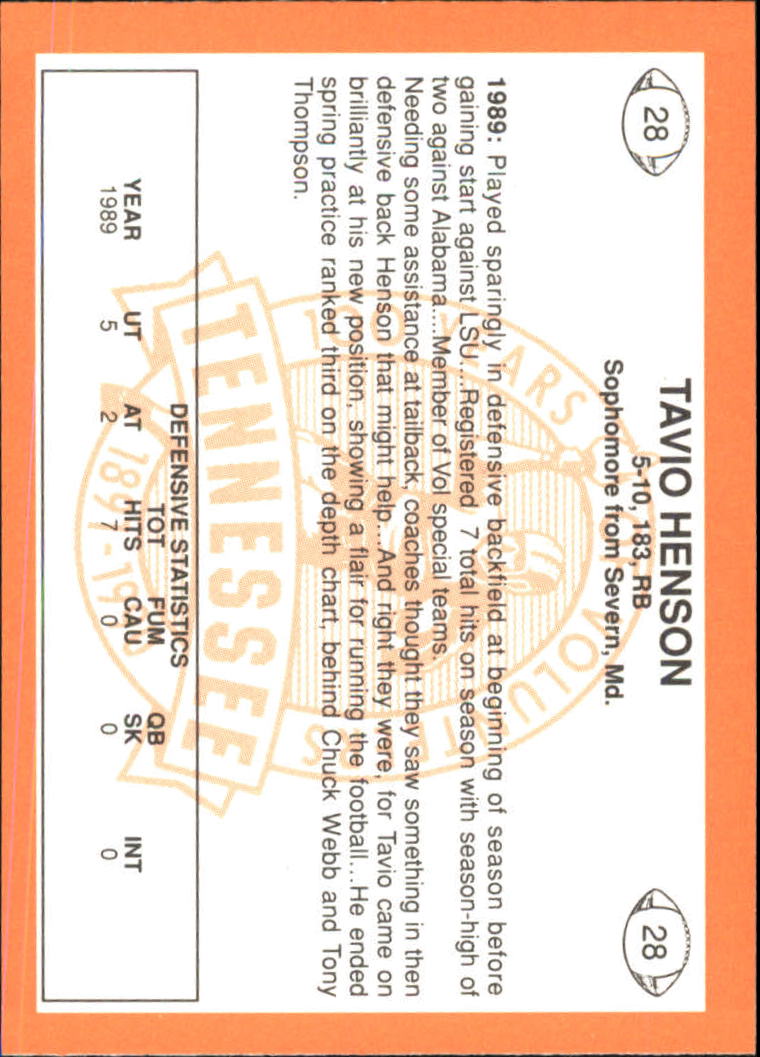 28
28
TAVIO HENSON
5-10, 183, RB
Sophomore from Severn, Md.
1989: Played sparingly in defensive backfield at beginning of season before
gaining start against LSU....Registered 7 total hits on season with season-high of
two against Alabama....Member of Vol special teams.
Needing some assistance at tailback, coaches thought they saw something in then
defensive back Henson that might help....And right they were, for Tavio came on
brilliantly at his new position, showing a flair for running the football...He ended
spring practice ranked third on the depth chart, behind Chuck Webb and Tony
Thompson.
DEFENSIVE STATISTICS
TOT FUM QB
YEAR UT AT HITS CAU SK INT
1989 5 2 7 0 0 0
100 YEARS OF VOLUNTEERS
TENNESSEE